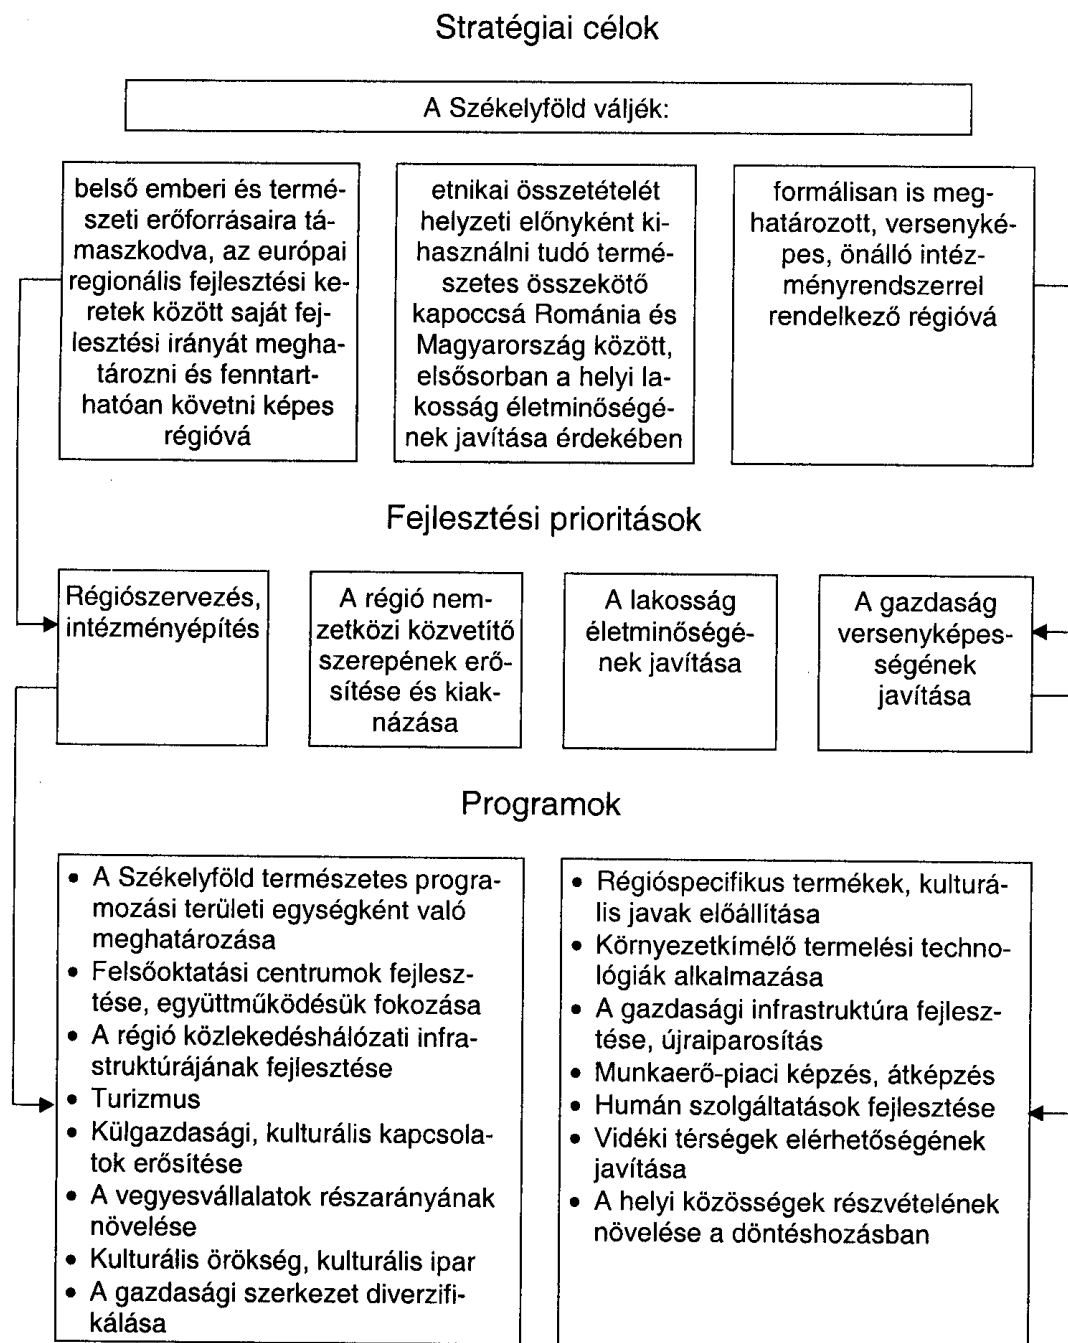 Stratégiai célok
A Székelyföld váljék:
belső emberi és termé-
szeti erőforrásaira tá-
maszkodva, az európai
regionális fejlesztési ke-
retek között saját fej-
lesztési irányát megha-
tározni és fenntart-
hatóan követni képes
régióvá
etnikai összetételét
helyzeti előnyként ki-
használni tudó termé-
szetes összekötő
kapoccsá Románia és
Magyarország között,
elsősorban a helyi la-
kosság életminőségé-
nek javítása érdekében
formálisan is meg-
határozott, versenyké-
pes, önálló intéz-
ményrendszerrel
rendelkező régióvá
Fejlesztési prioritások
Régiószervezés,
intézményépítés
A régió nem-
zetközi közvetítő
szerepének erő-
sítése és kiak-
názása
A lakosság
életminőségé-
nek javítása
A gazdaság
versenyképes-
ségének
javítása
Programok
• A Székelyföld természetes progra-
mozási területi egységként való
meghatározása
• Felsőoktatási centrumok fejlesz-
tése, együttműködésük fokozása
• A régió közlekedéshálózati infra-
struktúrájának fejlesztése
• Turizmus
• Külgazdasági, kulturális kapcsola-
tok erősítése
• A vegyesvállalatok részarányának
növelése
• Kulturális örökség, kulturális ipar
• A gazdasági szerkezet diverzifi-
kálása
• Régióspecifikus termékek, kulturá-
lis javak előállítása
• Környezetkímélő termelési techno-
lógiák alkalmazása
• A gazdasági infrastruktúra fejlesz-
tése, újraiparosítás
• Munkaerő-piaci képzés, átképzés
• Humán szolgáltatások fejlesztése
• Vidéki térségek elérhetőségének
javítása
• A helyi közösségek részvételének
növelése a döntéshozásban